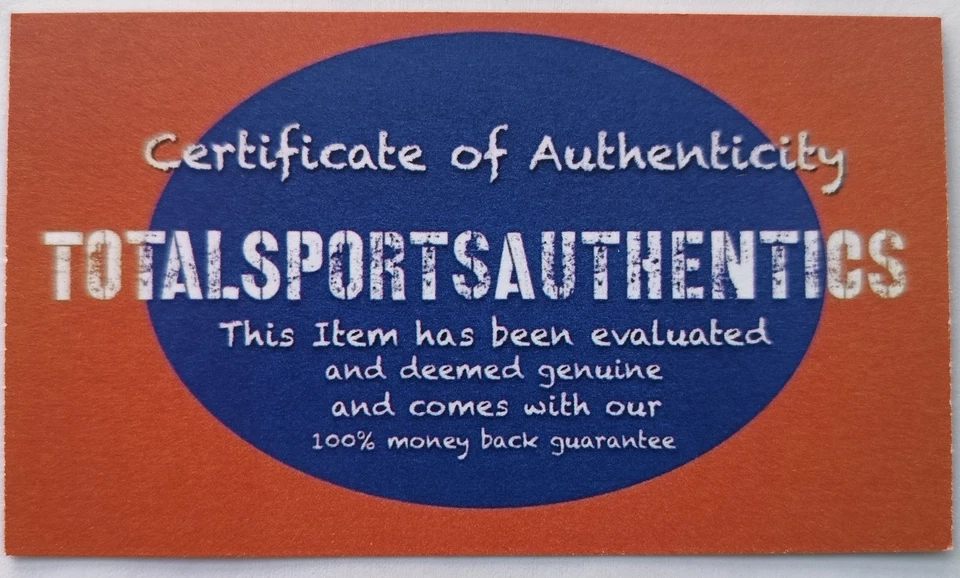 Certificate of Authenticity
TOTALSPORTSAUTHENTICS
This Item has been evaluated
and deemed genuine
and comes with our
100% money back guarantee